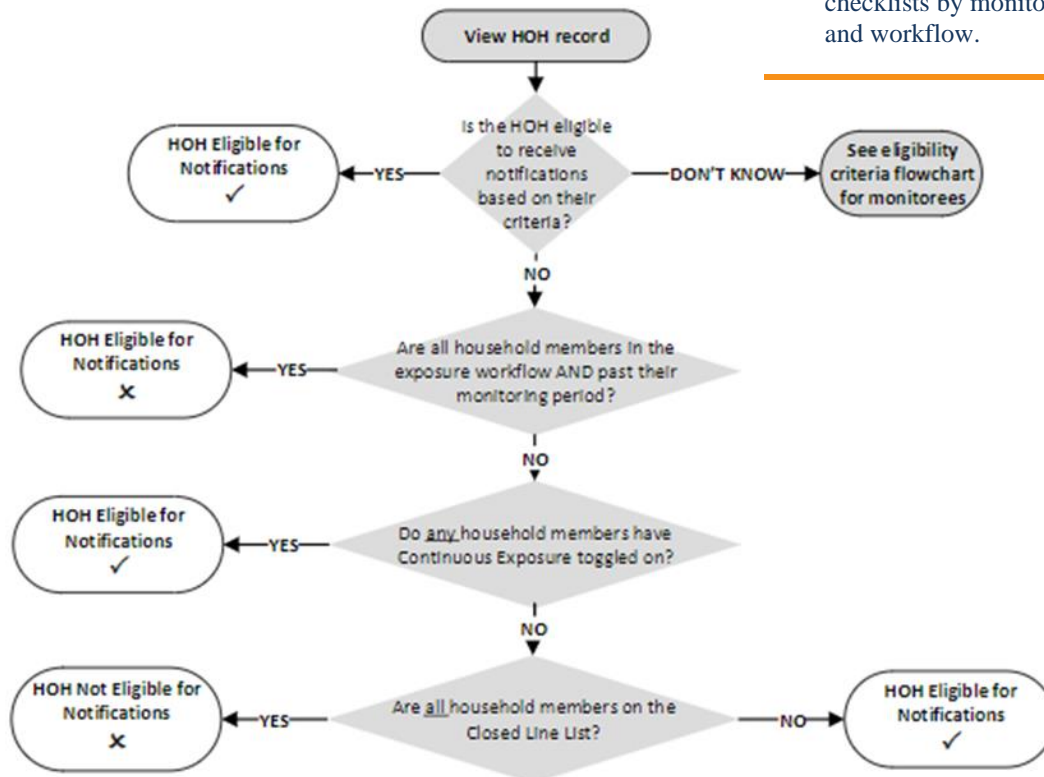 checklists by monito
and workflow.
View HOH record
Is the HOH eligible
to receive
notifications
based on their
criteria?
HOH Eligible for
Notifications
✓
YES
DON'T KNOW
See eligibility
criteria flowchart
for monitorees
NO
Are all household members in the
exposure workflow AND past their
monitoring period?
HOH Eligible for
Notifications
x
YES
NO
Do any household members have
Continuous Exposure toggled on?
HOH Eligible for
Notifications
✓
YES
NO
Are all household members on the
Closed Line List?
HOH Not Eligible for
Notifications
x
YES
NO
HOH Eligible for
Notifications
✓